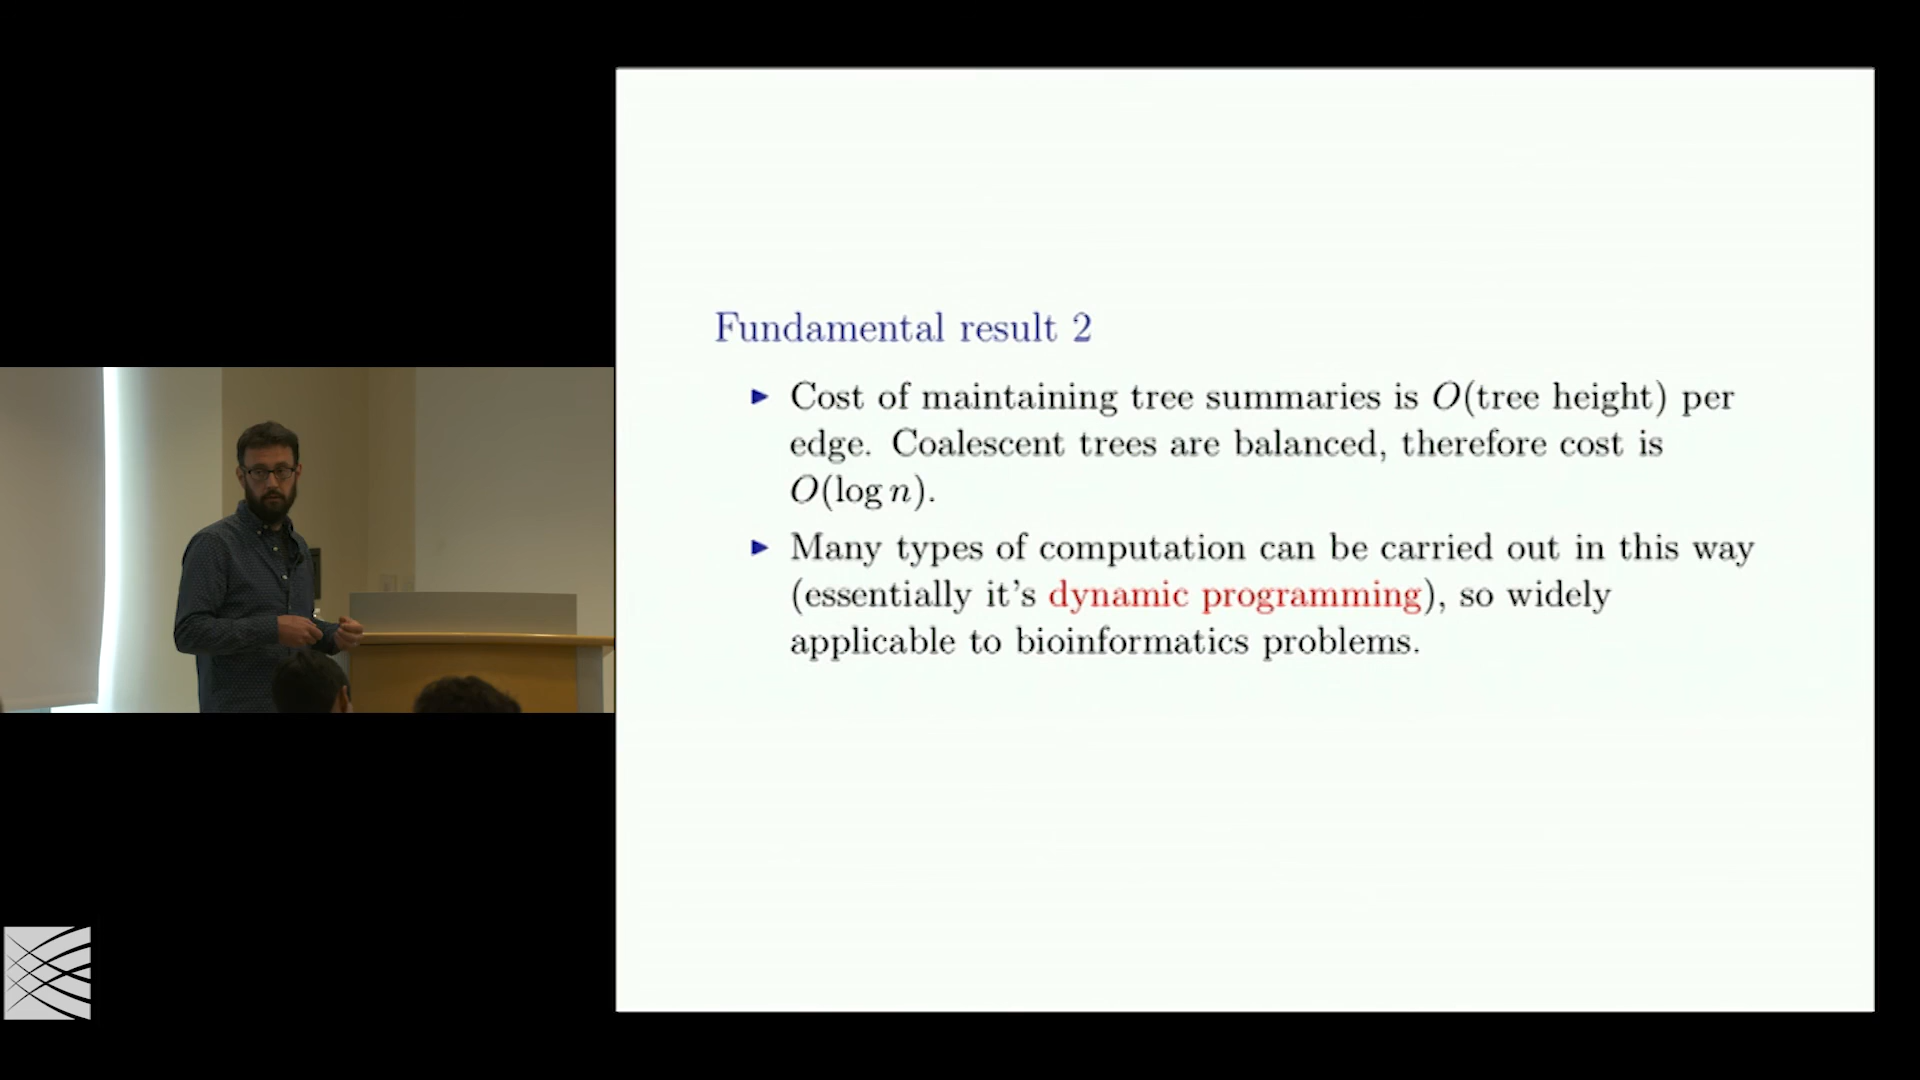 Fundamental result 2
▶ Cost of maintaining tree summaries is O(tree height) per
edge. Coalescent trees are balanced, therefore cost is
O(log n).
▶ Many types of computation can be carried out in this way
(essentially it's dynamic programming), so widely
applicable to bioinformatics problems.